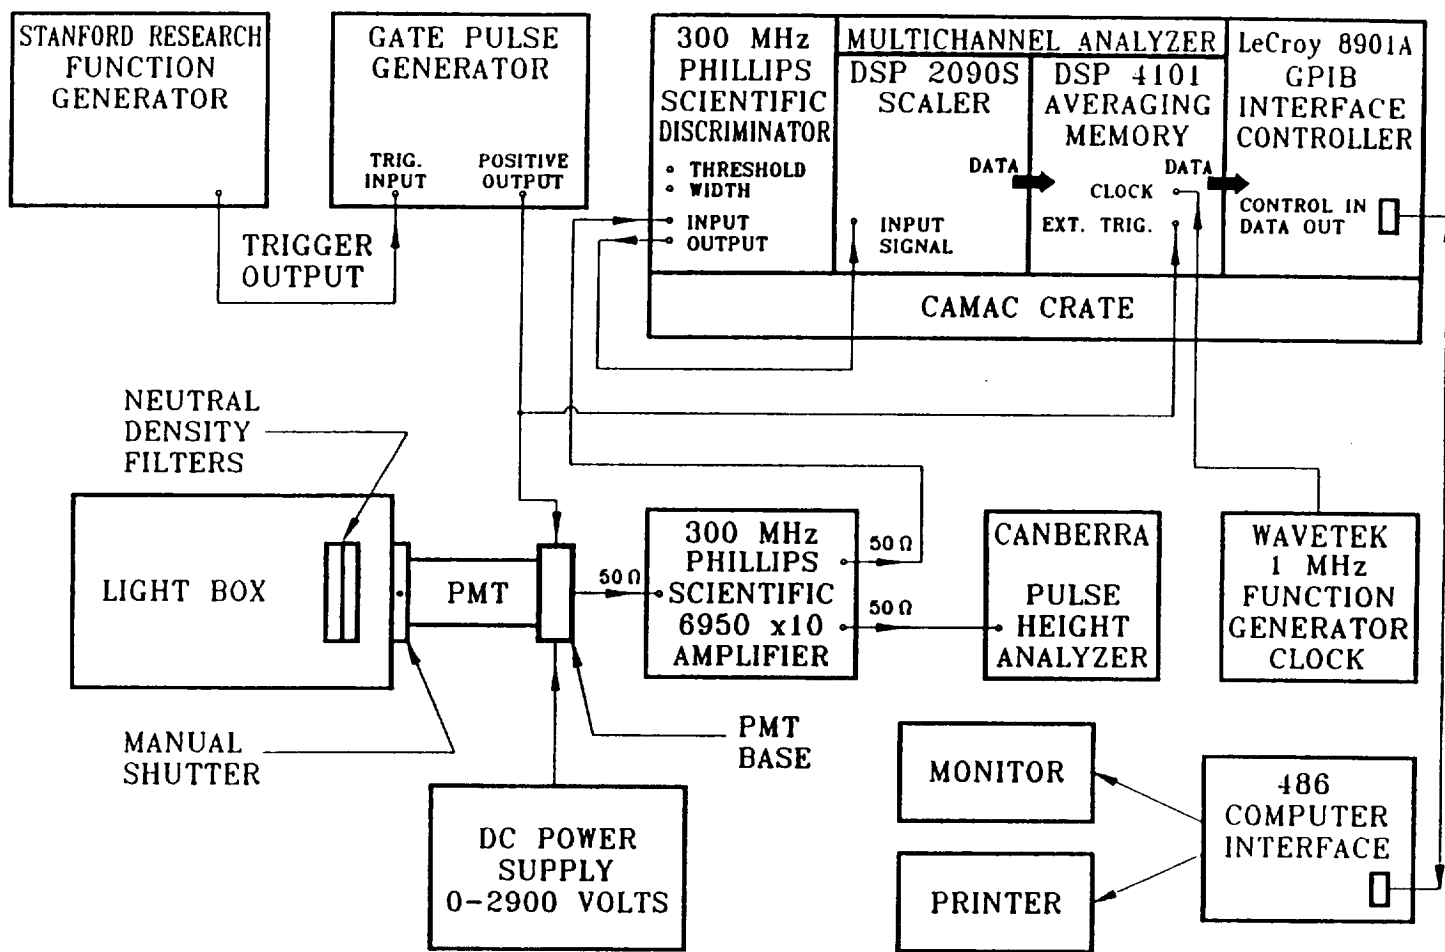 STANFORD RESEARCH
FUNCTION
GENERATOR
TRIGGER
OUTPUT
GATE PULSE
GENERATOR
TRIG.
INPUT
POSITIVE
OUTPUT
300 MHz
PHILLIPS
SCIENTIFIC
DISCRIMINATOR
THRESHOLD
WIDTH
INPUT
OUTPUT
MULTICHANNEL ANALYZER
DSP 2090S
SCALER
DATA
INPUT
SIGNAL
DSP 4101
AVERAGING
MEMORY
DATA
CLOCK
EXT. TRIG.
LeCroy 8901A
GPIB
INTERFACE
CONTROLLER
CONTROL IN
DATA OUT
CAMAC CRATE
NEUTRAL
DENSITY
FILTERS
LIGHT BOX
PMT
50 Ω
300 MHz
PHILLIPS
SCIENTIFIC
6950 x10
AMPLIFIER
50 Ω
50 Ω
CANBERRA
PULSE
HEIGHT
ANALYZER
WAVETEK
1 MHz
FUNCTION
GENERATOR
CLOCK
MANUAL
SHUTTER
PMT
BASE
DC POWER
SUPPLY
0-2900 VOLTS
MONITOR
PRINTER
486
COMPUTER
INTERFACE